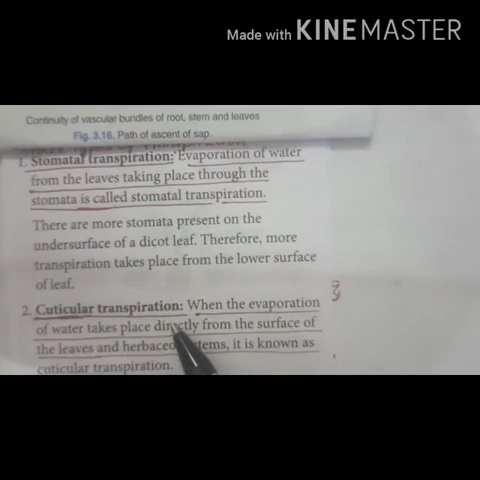 Made with KINEMASTER
Continuity of vascular bundles of root, stem and leaves
Fig. 3.16. Path of ascent of sap.
1. Stomatal transpiration: Evaporation of water
from the leaves taking place through the
stomata is called stomatal transpiration.
There are more stomata present on the
undersurface of a dicot leaf. Therefore, more
transpiration takes place from the lower surface
of leaf.
2. Cuticular transpiration: When the evaporation
of water takes place directly from the surface of
the leaves and it is known as
cuticular transpiration.